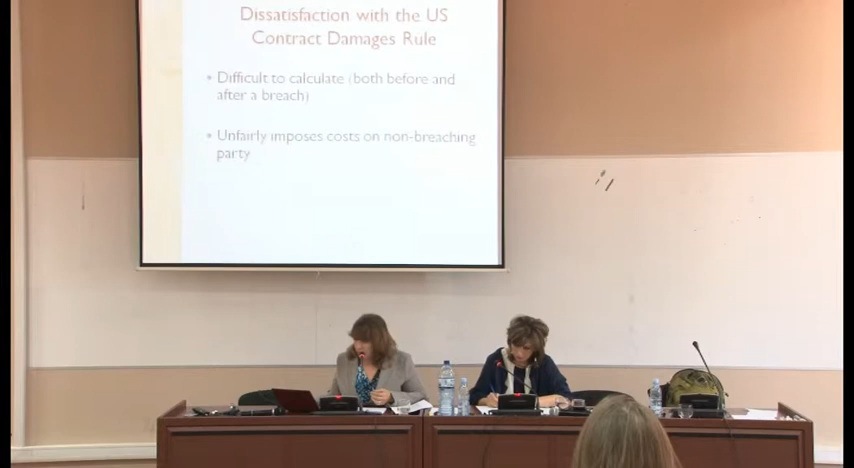 Dissatisfaction with the US
Contract Damages Rule
• Difficult to calculate (both before and
after a breach)
• Unfairly imposes costs on non-breaching
party